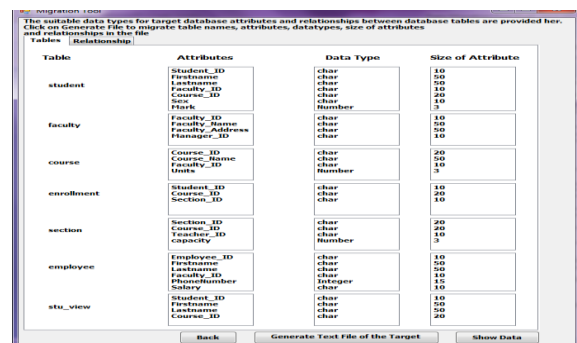 Migration Tool
The suitable data types for target database attributes and relationships between database tables are provided her.
Click on Generate File to migrate table names, attributes, datatypes, size of attributes
and relationships in the file
Tables Relationship
Table Attributes Data Type Size of Attribute
student
Student_ID char 10
Firstname char 50
Lastname char 50
Faculty_ID char 10
Course_ID char 20
Sex char 10
Mark Number 3
faculty
Faculty_ID char 10
Faculty_Name char 50
Faculty_Address char 50
Manager_ID char 10
course
Course_ID char 20
Course_Name char 50
Faculty_ID char 10
Units Number 3
enrollment
Student_ID char 10
Course_ID char 20
Section_ID char 10
section
Section_ID char 20
Course_ID char 20
Teacher_ID char 10
capacity Number 3
employee
Employee_ID char 10
Firstname char 50
Lastname char 50
Faculty_ID char 10
PhoneNumber Integer 15
Salary char 10
stu_view
Student_ID char 10
Firstname char 50
Lastname char 50
Course_ID char 20
Back Generate Text File of the Target Show Data